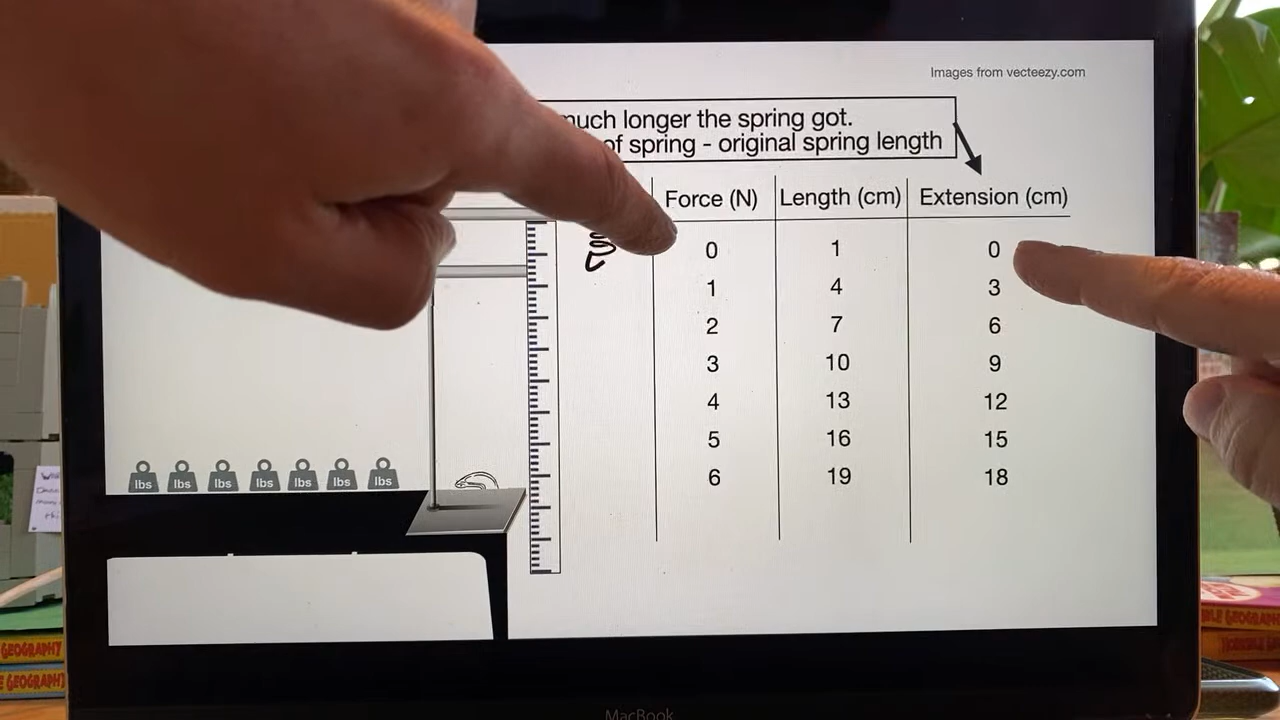 Images from vecteezy.com
much longer the spring got.
of spring - original spring length
Force (N) Length (cm) Extension (cm)
0 1 0
1 4 3
2 7 6
3 10 9
4 13 12
5 16 15
6 19 18
lbs lbs lbs lbs lbs lbs lbs
GEOGRAPHY
GEOGRAPHY
MacBook